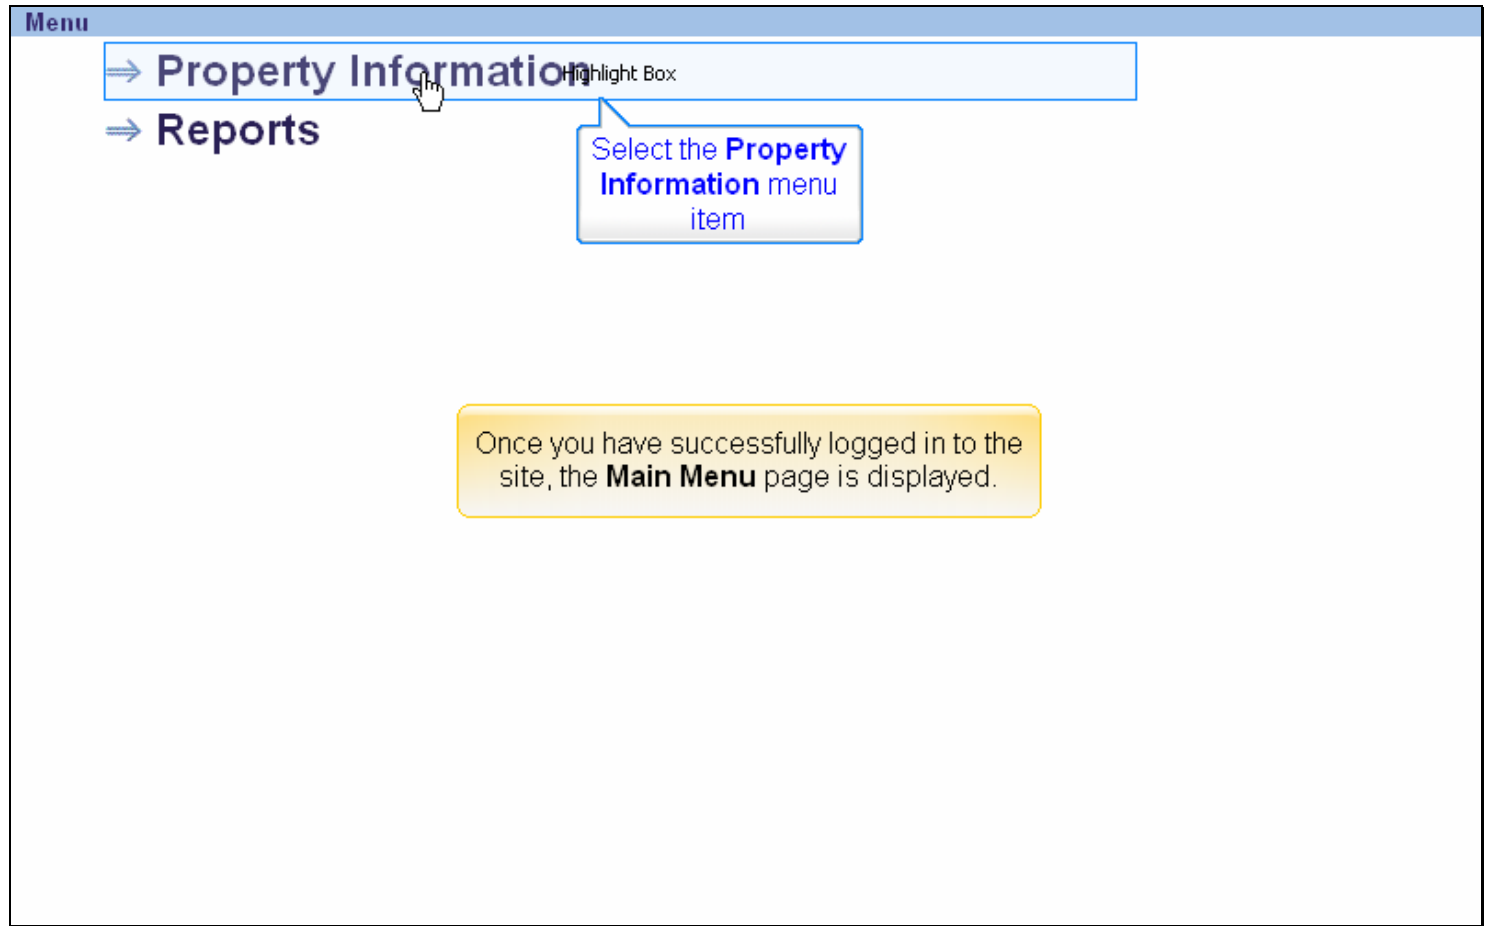 Menu
⇒ Property Information
Highlight Box
⇒ Reports
Select the Property
Information menu
item
Once you have successfully logged in to the
site, the Main Menu page is displayed.